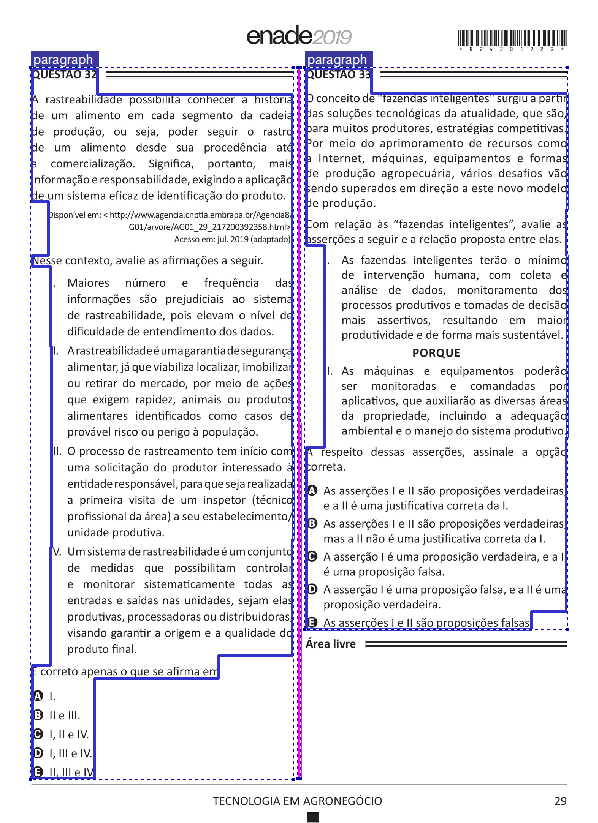 enade2019
paragraph
QUESTÃO 32
A rastreabilidade possibilita conhecer a história
de um alimento em cada segmento da cadeia
de produção, ou seja, poder seguir o rastro
de um alimento desde sua procedência até
a comercialização. Significa, portanto, mais
informação e responsabilidade, exigindo a aplicação
de um sistema eficaz de identificação do produto.
Disponível em: <http://www.agencia.cnptia.embrapa.br/Agencia8/
G01/arvore/AG01_29_217200392358.html>
Acesso em: jul. 2019 (adaptado).
Nesse contexto, avalie as afirmações a seguir.
I. Maiores número e frequência das
informações são prejudiciais ao sistema
de rastreabilidade, pois elevam o nível de
dificuldade de entendimento dos dados.
II. A rastreabilidade é uma garantia de segurança
alimentar, já que viabiliza localizar, imobilizar
ou retirar do mercado, por meio de ações
que exigem rapidez, animais ou produtos
alimentares identificados como casos de
provável risco ou perigo à população.
III. O processo de rastreamento tem início com
uma solicitação do produtor interessado à
entidade responsável, para que seja realizada
a primeira visita de um inspetor (técnico
profissional da área) a seu estabelecimento/
unidade produtiva.
IV. Um sistema de rastreabilidade é um conjunto
de medidas que possibilitam controlar
e monitorar sistematicamente todas as
entradas e saídas nas unidades, sejam elas
produtivas, processadoras ou distribuidoras,
visando garantir a origem e a qualidade do
produto final.
É correto apenas o que se afirma em
A I.
B II e III.
C I, II e IV.
D I, III e IV.
E II, III e IV.
paragraph
QUESTÃO 33
O conceito de "fazendas inteligentes" surgiu a partir
das soluções tecnológicas da atualidade, que são,
para muitos produtores, estratégias competitivas.
Por meio do aprimoramento de recursos como
a Internet, máquinas, equipamentos e formas
de produção agropecuária, vários desafios vão
sendo superados em direção a este novo modelo
de produção.
Com relação às "fazendas inteligentes", avalie as
asserções a seguir e a relação proposta entre elas.
I. As fazendas inteligentes terão o mínimo
de intervenção humana, com coleta e
análise de dados, monitoramento dos
processos produtivos e tomadas de decisão
mais assertivos, resultando em maior
produtividade e de forma mais sustentável.
PORQUE
II. As máquinas e equipamentos poderão
ser monitoradas e comandadas por
aplicativos, que auxiliarão as diversas áreas
da propriedade, incluindo a adequação
ambiental e o manejo do sistema produtivo.
A respeito dessas asserções, assinale a opção
correta.
A As asserções I e II são proposições verdadeiras,
e a II é uma justificativa correta da I.
B As asserções I e II são proposições verdadeiras,
mas a II não é uma justificativa correta da I.
C A asserção I é uma proposição verdadeira, e a II
é uma proposição falsa.
D A asserção I é uma proposição falsa, e a II é uma
proposição verdadeira.
E As asserções I e II são proposições falsas.
Área livre
TECNOLOGIA EM AGRONEGÓCIO
29